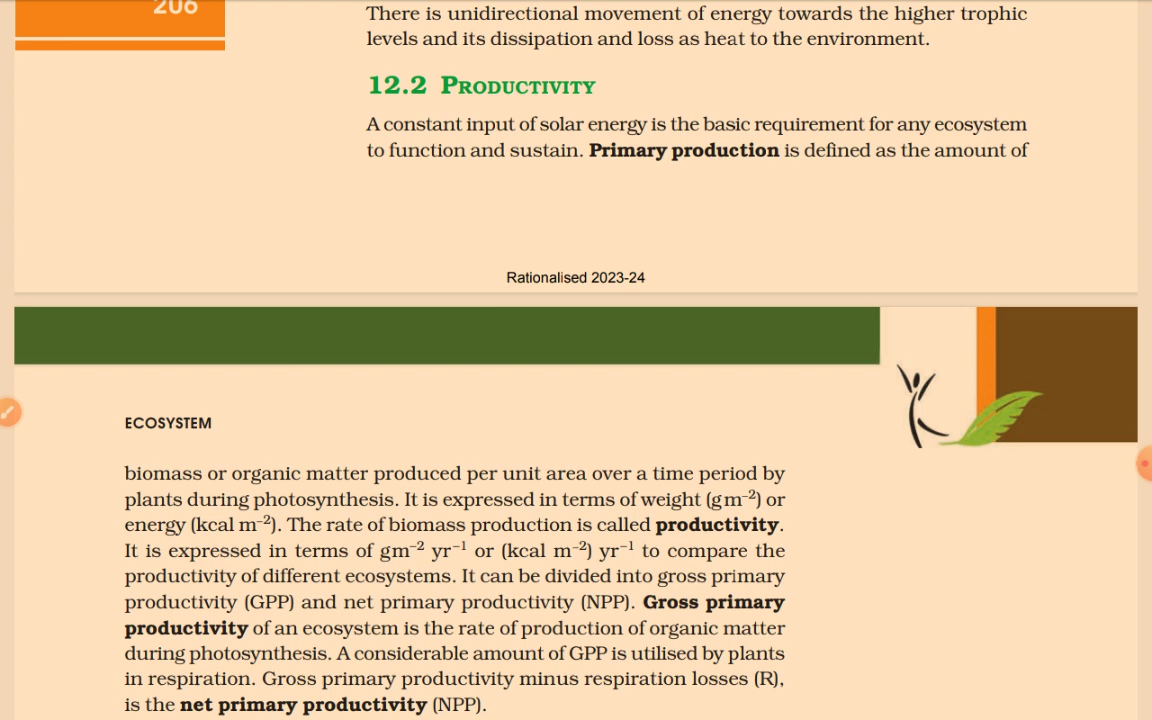 206
There is unidirectional movement of energy towards the higher trophic
levels and its dissipation and loss as heat to the environment.
12.2 PRODUCTIVITY
A constant input of solar energy is the basic requirement for any ecosystem
to function and sustain. Primary production is defined as the amount of
Rationalised 2023-24
ECOSYSTEM
biomass or organic matter produced per unit area over a time period by
plants during photosynthesis. It is expressed in terms of weight (gm⁻²) or
energy (kcal m⁻²). The rate of biomass production is called productivity.
It is expressed in terms of gm⁻² yr⁻¹ or (kcal m⁻²) yr⁻¹ to compare the
productivity of different ecosystems. It can be divided into gross primary
productivity (GPP) and net primary productivity (NPP). Gross primary
productivity of an ecosystem is the rate of production of organic matter
during photosynthesis. A considerable amount of GPP is utilised by plants
in respiration. Gross primary productivity minus respiration losses (R),
is the net primary productivity (NPP).